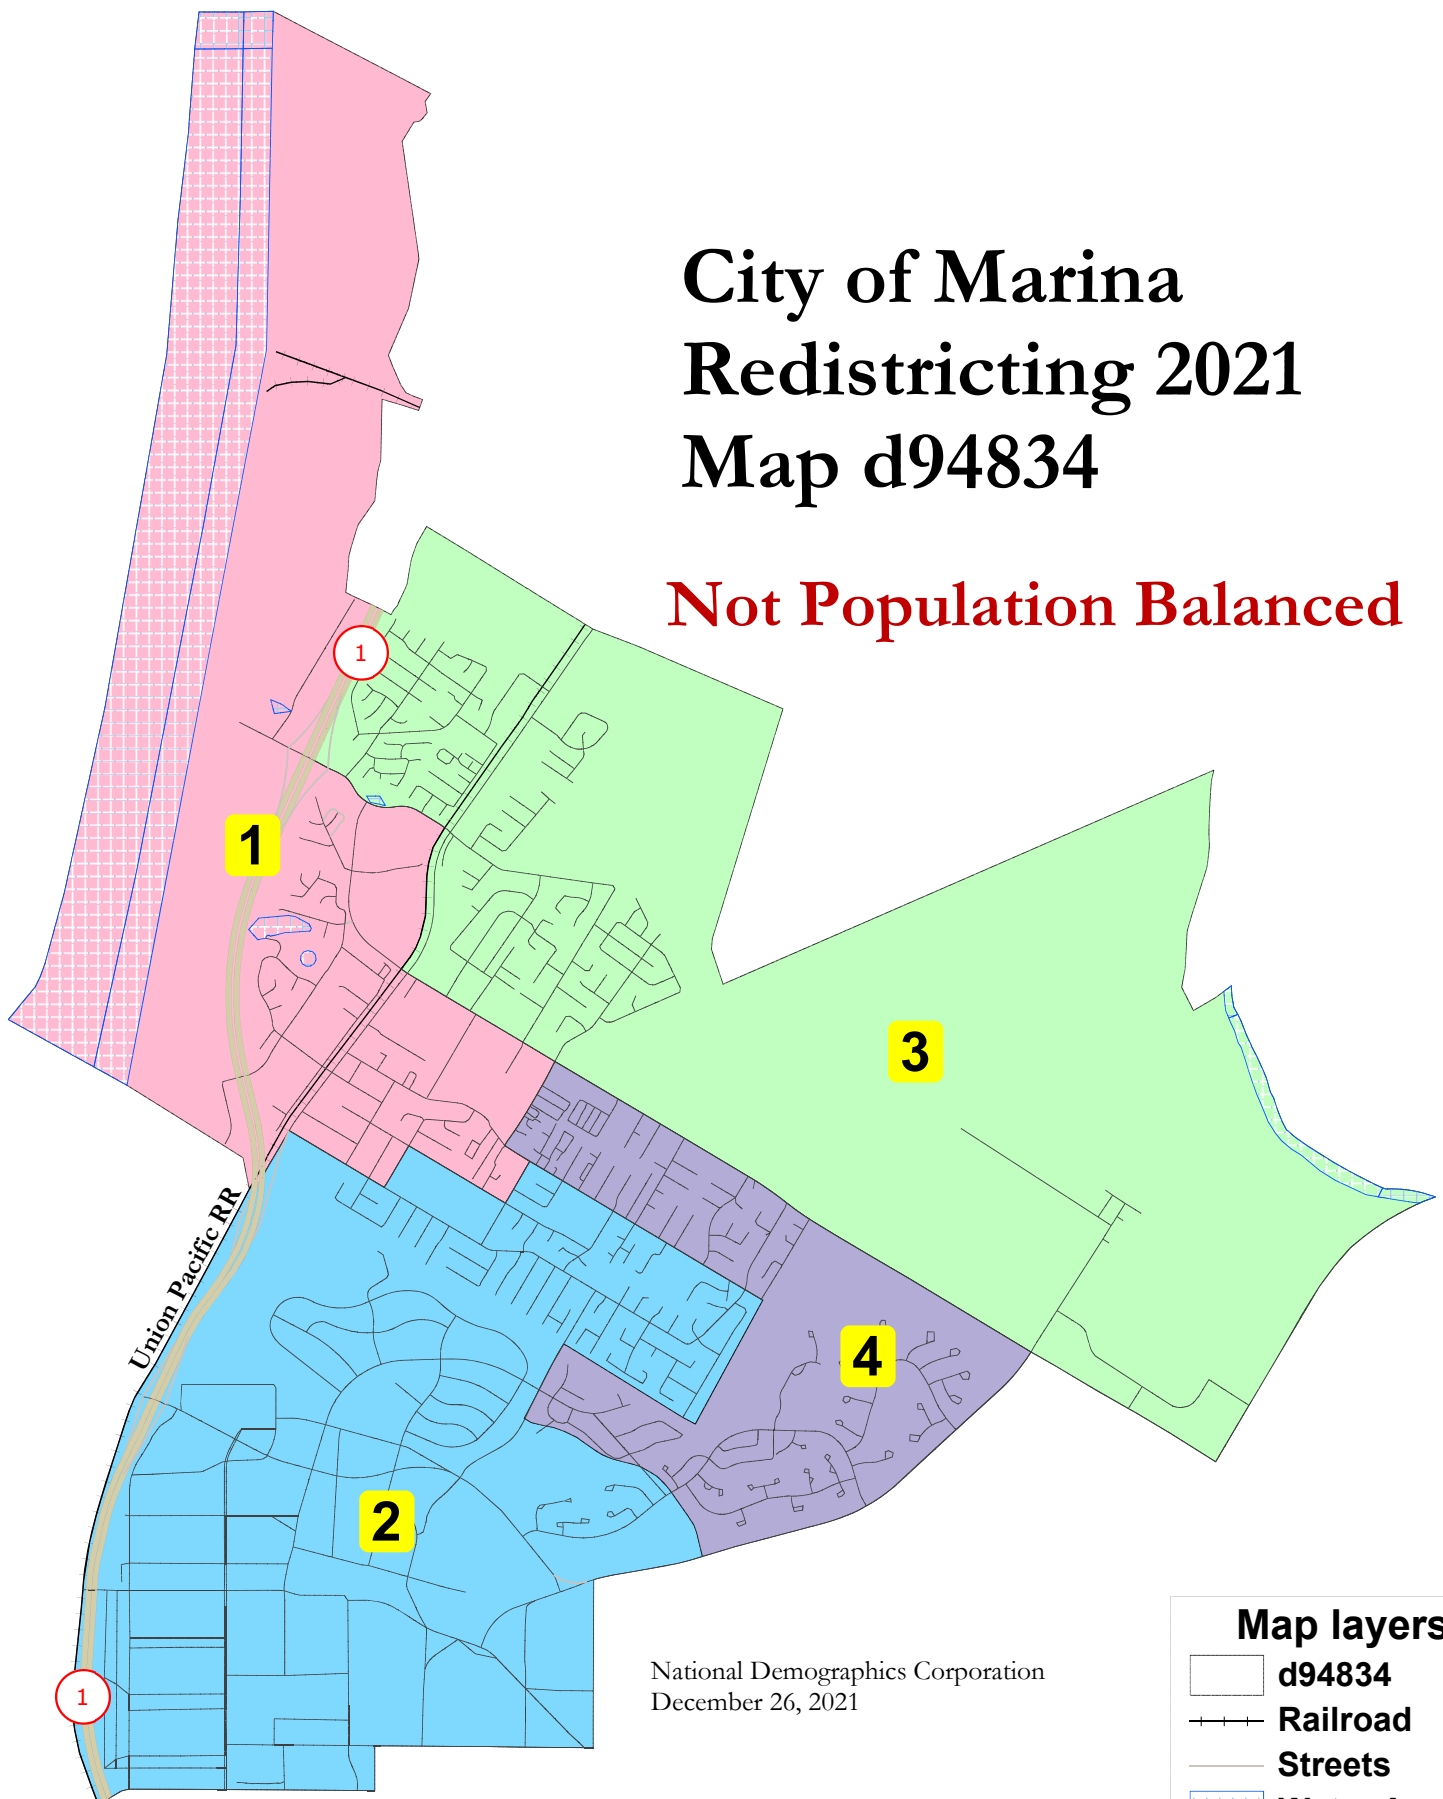 City of Marina
Redistricting 2021
Map d94834
Not Population Balanced
1
1
3
Union Pacific RR
4
2
National Demographics Corporation
December 26, 2021
1
Map layers
d94834
Railroad
Streets